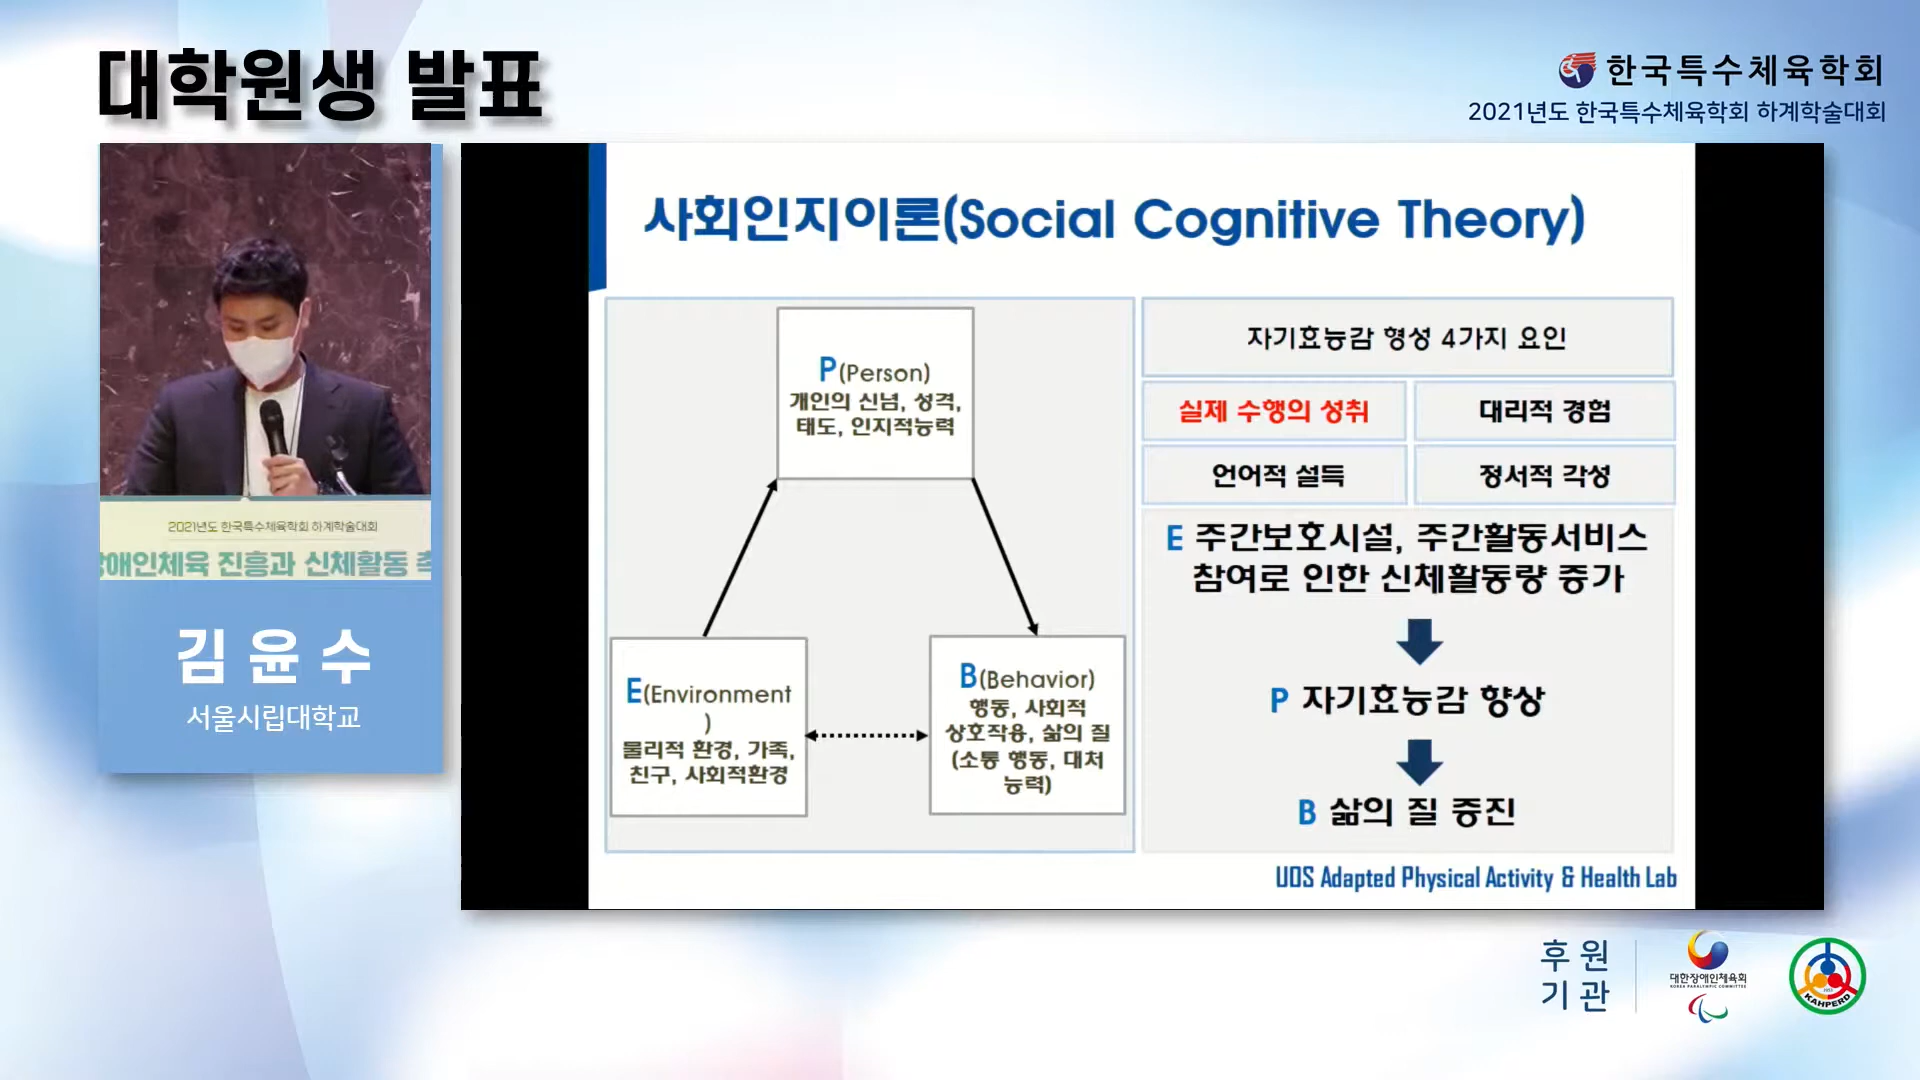 대학원생 발표
한국특수체육학회
2021년도 한국특수체육학회 하계학술대회
2021년도 한국특수체육학회 하계학술대회
장애인체육 진흥과 신체활동 촉
김윤수
서울시립대학교
사회인지이론(Social Cognitive Theory)
P(Person)
개인의 신념, 성격,
태도, 인지적능력
E(Environment
)
물리적 환경, 가족,
친구, 사회적환경
B(Behavior)
행동, 사회적
상호작용, 삶의 질
(소통 행동, 대처
능력)
자기효능감 형성 4가지 요인
실제 수행의 성취
대리적 경험
언어적 설득
정서적 각성
E 주간보호시설, 주간활동서비스
참여로 인한 신체활동량 증가
P 자기효능감 향상
B 삶의 질 증진
UOS Adapted Physical Activity & Health Lab
후원
기관
대한장애인체육회
KOREA PARALYMPIC COMMITTEE
1953
KAHPERD